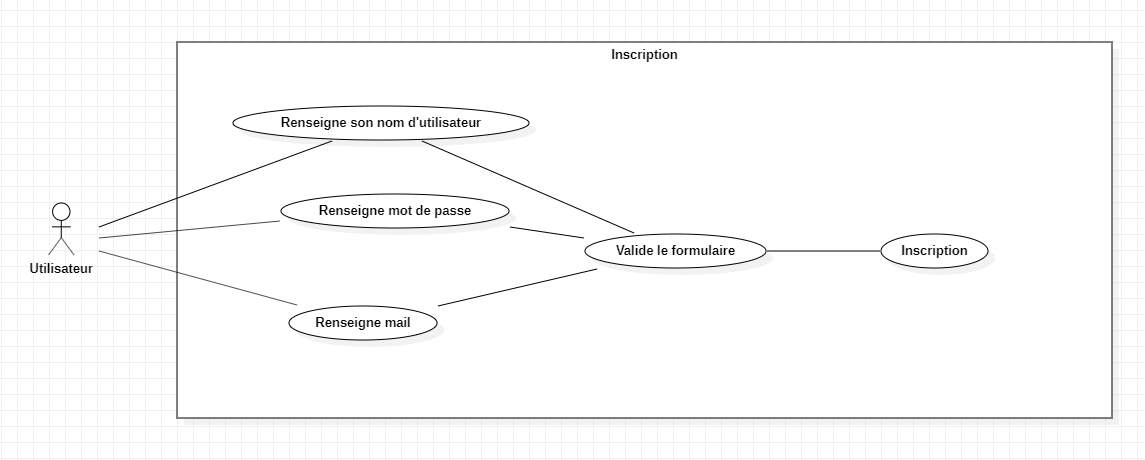 Inscription
Renseigne son nom d'utilisateur
Renseigne mot de passe
Utilisateur
Valide le formulaire
Inscription
Renseigne mail